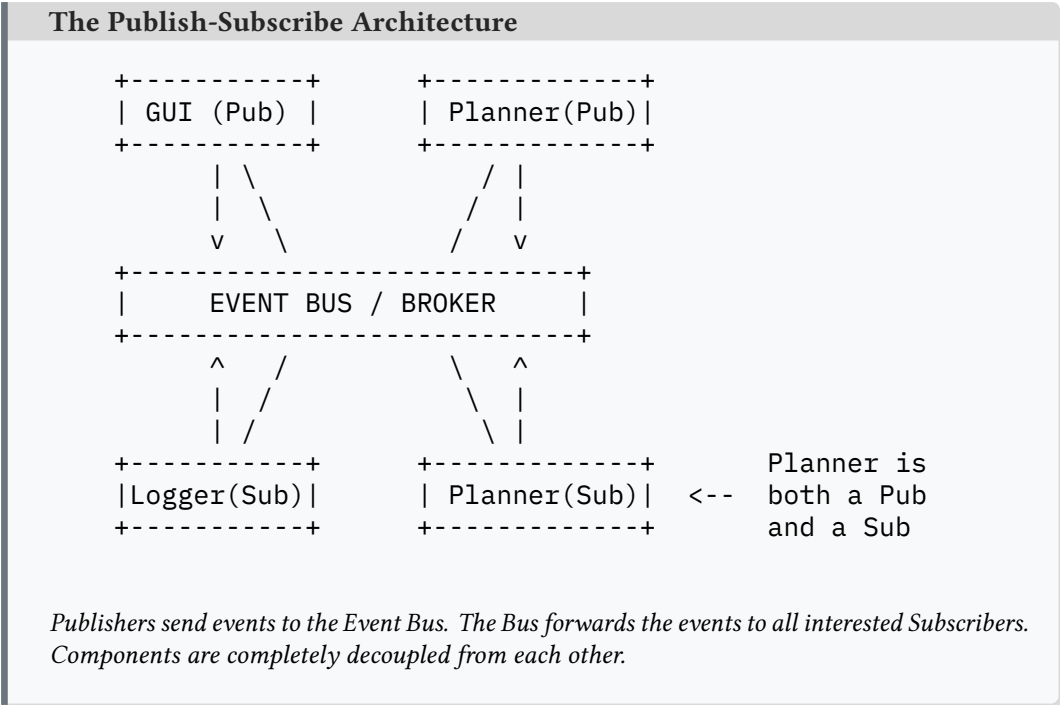 The Publish-Subscribe Architecture
+-----------+      +-------------+
| GUI (Pub) |      | Planner(Pub)|
+-----------+      +-------------+
      | \              / |
      |  \            /  |
      v   \          /   v
+----------------------------+
|     EVENT BUS / BROKER     |
+----------------------------+
      ^   /          \   ^
      |  /            \  |
      | /              \ |
+-----------+      +-------------+       Planner is
|Logger(Sub)|      | Planner(Sub)|  <--  both a Pub
+-----------+      +-------------+       and a Sub
Publishers send events to the Event Bus. The Bus forwards the events to all interested Subscribers.
Components are completely decoupled from each other.